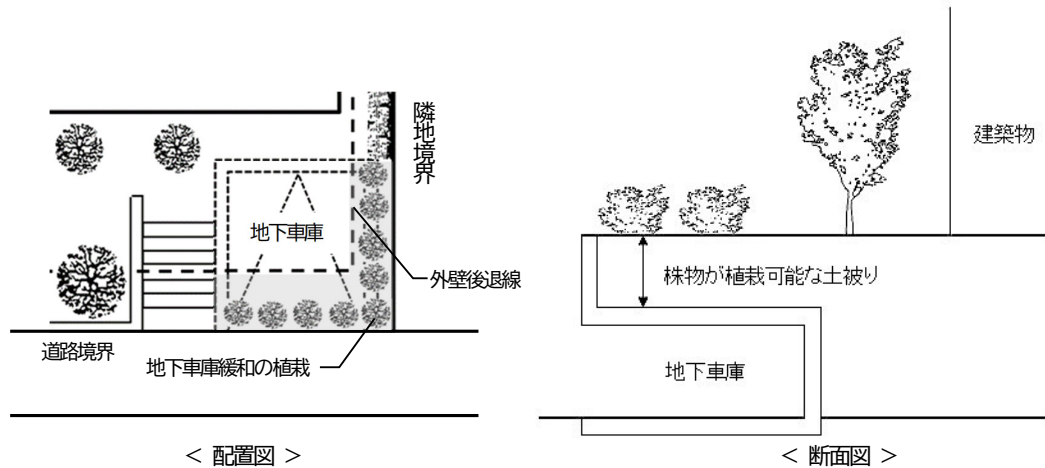 隣地境界
地下車庫
外壁後退線
道路境界
地下車庫緩和の植栽
＜ 配置図 ＞
建築物
株物が植栽可能な土被り
地下車庫
＜ 断面図 ＞